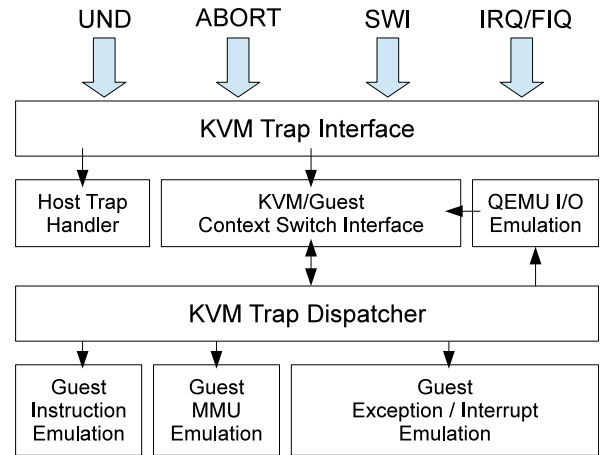 UND ABORT SWI IRQ/FIQ
KVM Trap Interface
Host Trap
Handler
KVM/Guest
Context Switch Interface
QEMU I/O
Emulation
KVM Trap Dispatcher
Guest
Instruction
Emulation
Guest
MMU
Emulation
Guest
Exception / Interrupt
Emulation